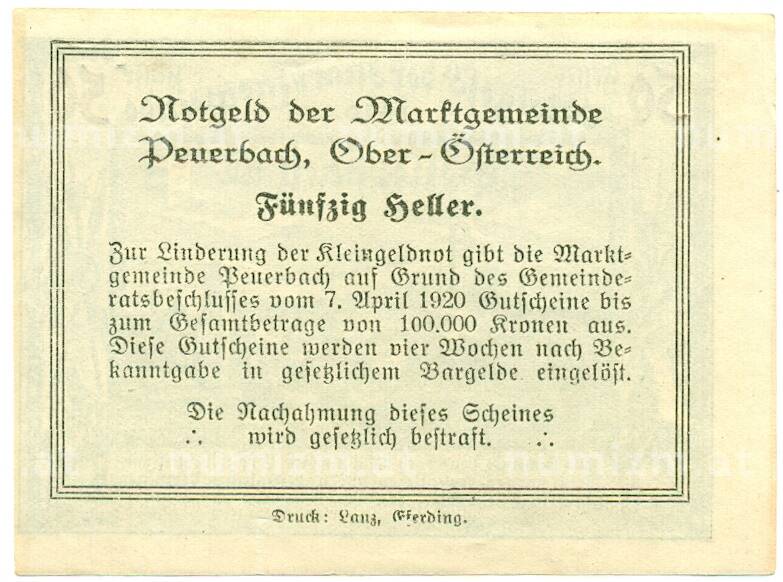 Notgeld der Marktgemeinde
Peuerbach, Ober-Österreich.
Fünfzig Heller.
Zur Linderung der Kleingeldnot gibt die Markt=
gemeinde Peuerbach auf Grund des Gemeinde=
ratsbeschlusses vom 7. April 1920 Gutscheine bis
zum Gesamtbetrage von 100.000 Kronen aus.
Diese Gutscheine werden vier Wochen nach Be=
kanntgabe in gesetzlichem Bargelde eingelöst.
Die Nachahmung dieses Scheines
∴ wird gesetzlich bestraft. ∴
Druck: Lanz, Eferding.